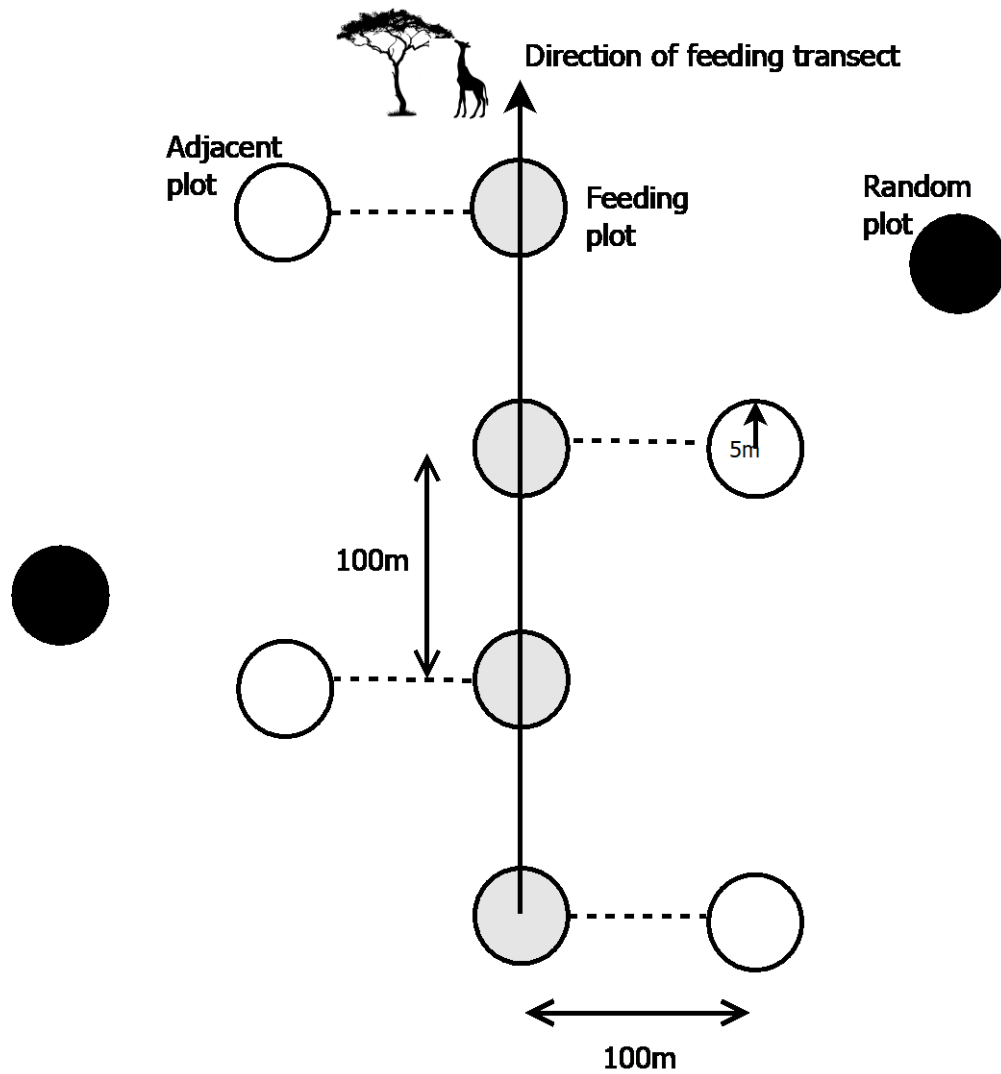 Direction of feeding transect
Adjacent
plot
Feeding
plot
Random
plot
5m
100m
100m